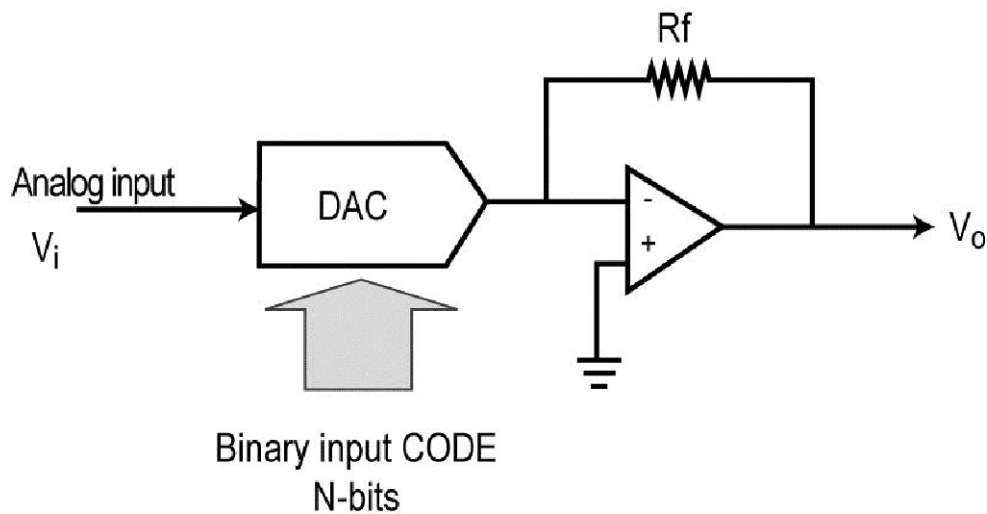 Rf
Analog input
DAC
-
Vi
+
Vo
Binary input CODE
N-bits